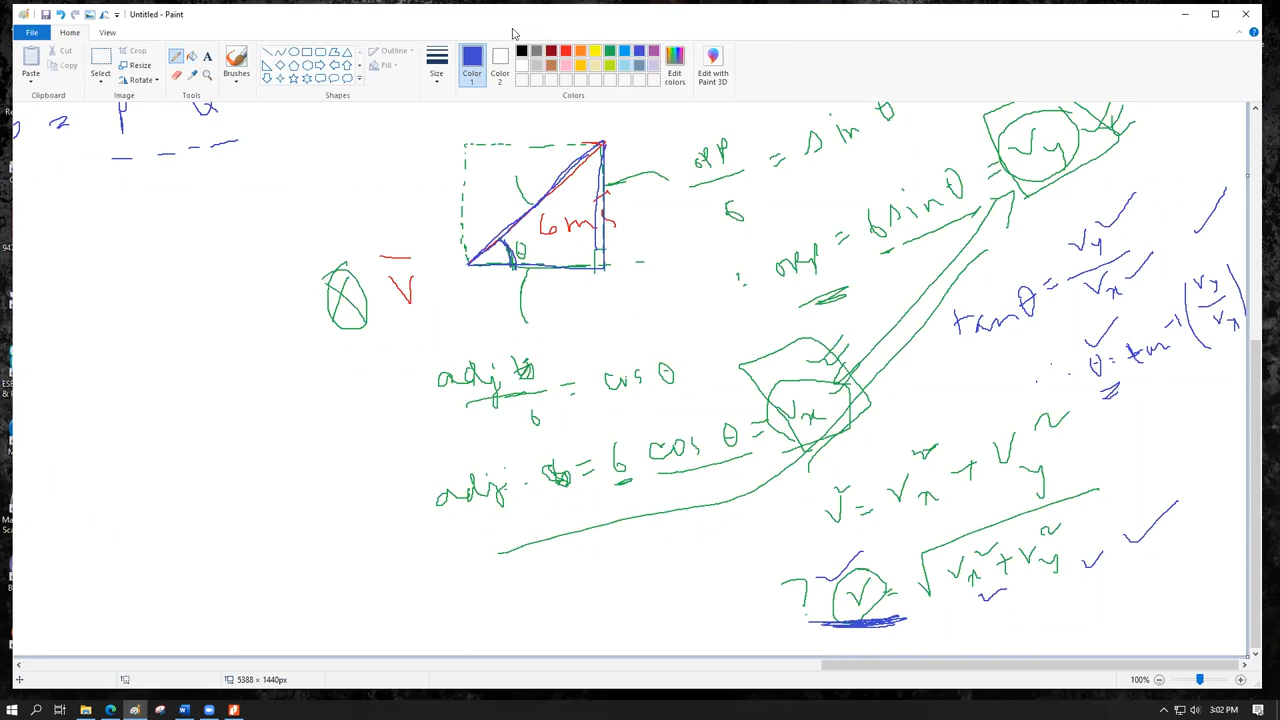 Untitled - Paint
File
Home
View
Paste
Cut
Copy
Clipboard
Select
Crop
Resize
Rotate
Image
Tools
Brushes
Outline
Fill
Shapes
Size
Color 1
Color 2
Edit colors
Edit with Paint 3D
Colors
opp/6 = sin θ
∴ opp = 6 sin θ = Vy
6 m/s
θ
V
tan θ = Vy/Vx
∴ θ = tan⁻¹ (Vy/Vx)
adj/6 = cos θ
adj. = 6 cos θ = Vx
V² = Vx² + Vy²
? V = √Vx² + Vy²
5388 × 1440px
100%
3:02 PM